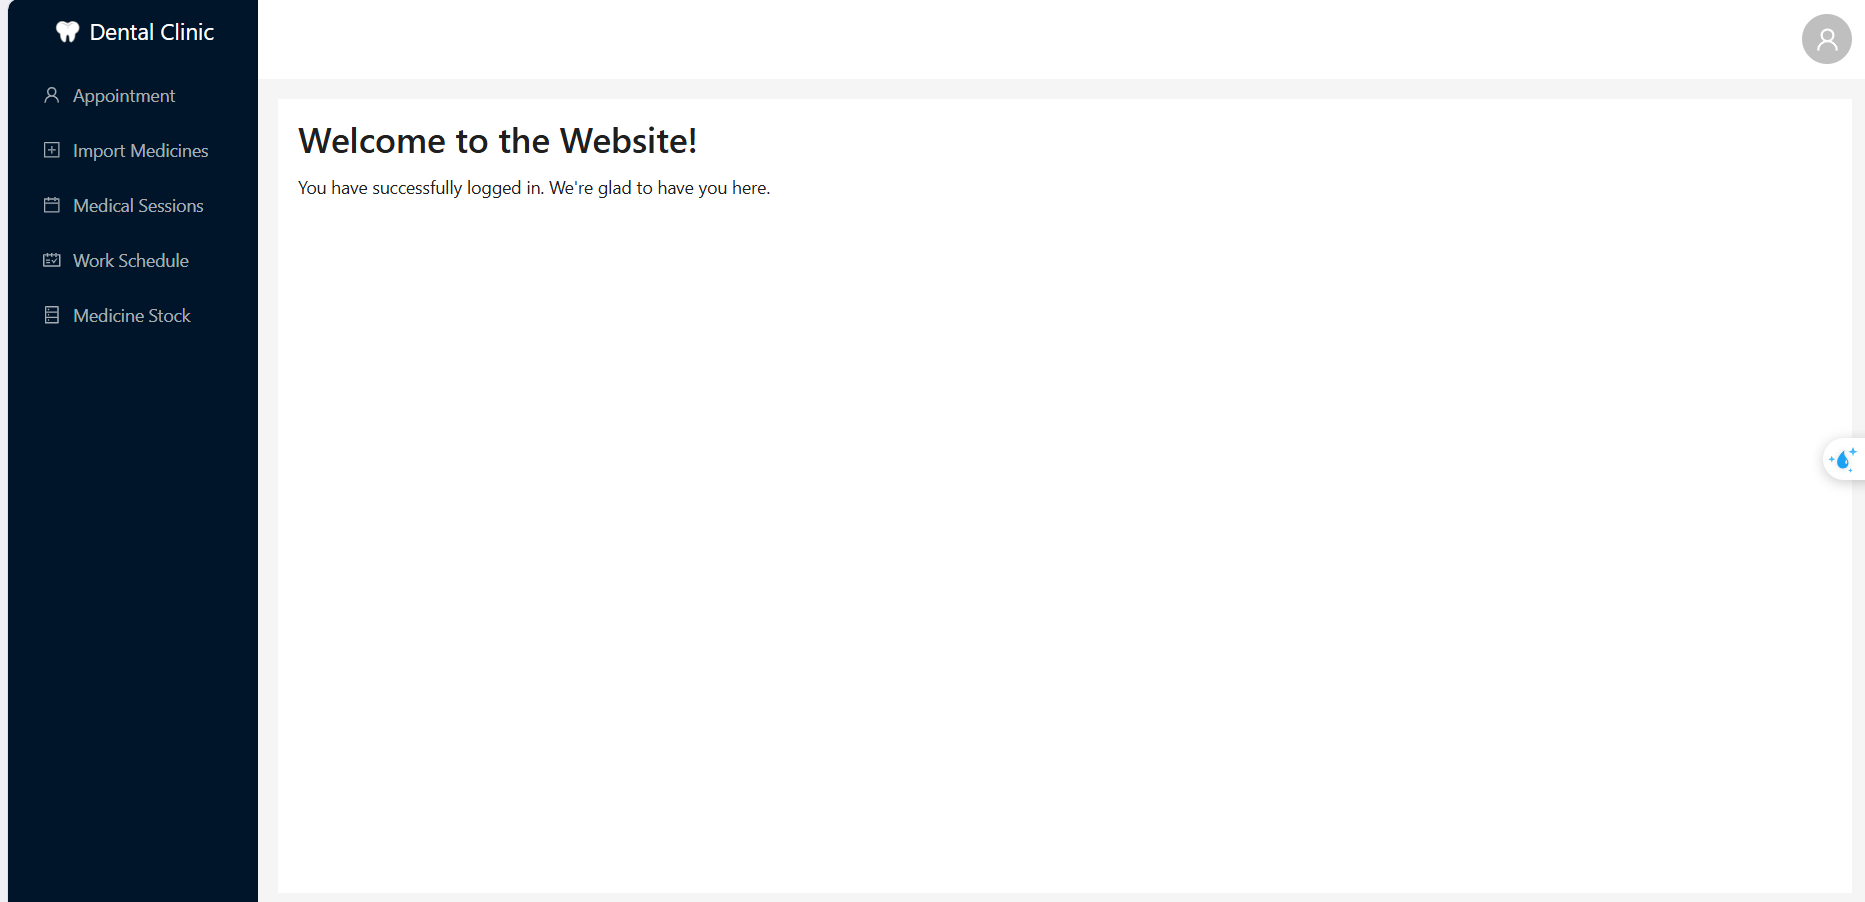 Dental Clinic
Appointment
Import Medicines
Medical Sessions
Work Schedule
Medicine Stock
Welcome to the Website!
You have successfully logged in. We're glad to have you here.